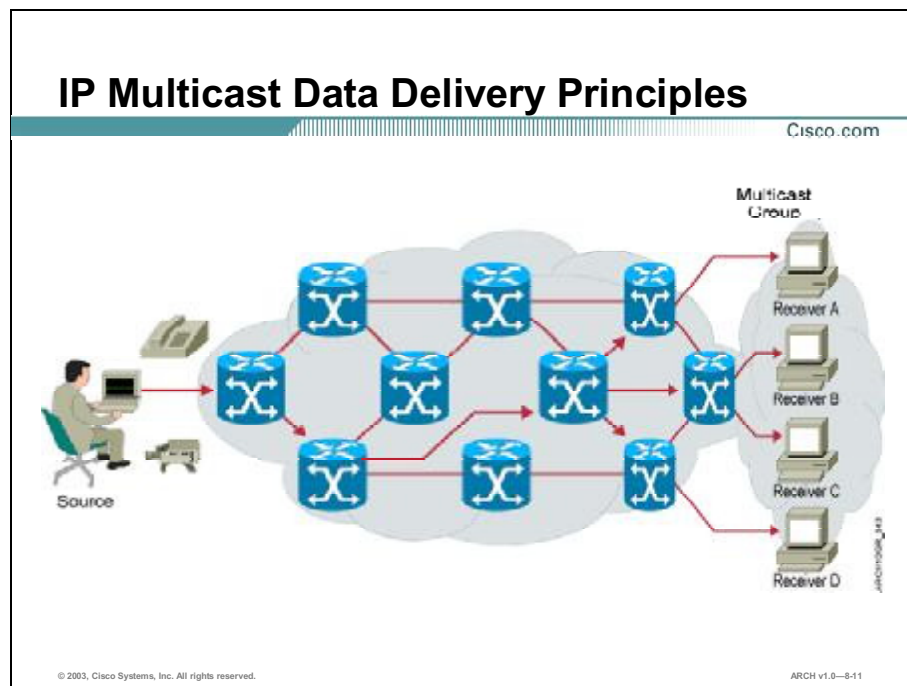 IP Multicast Data Delivery Principles
Cisco.com
Multicast
Group
Receiver A
Receiver B
Receiver C
Receiver D
Source
© 2003, Cisco Systems, Inc. All rights reserved.
ARCH v1.0—8-11